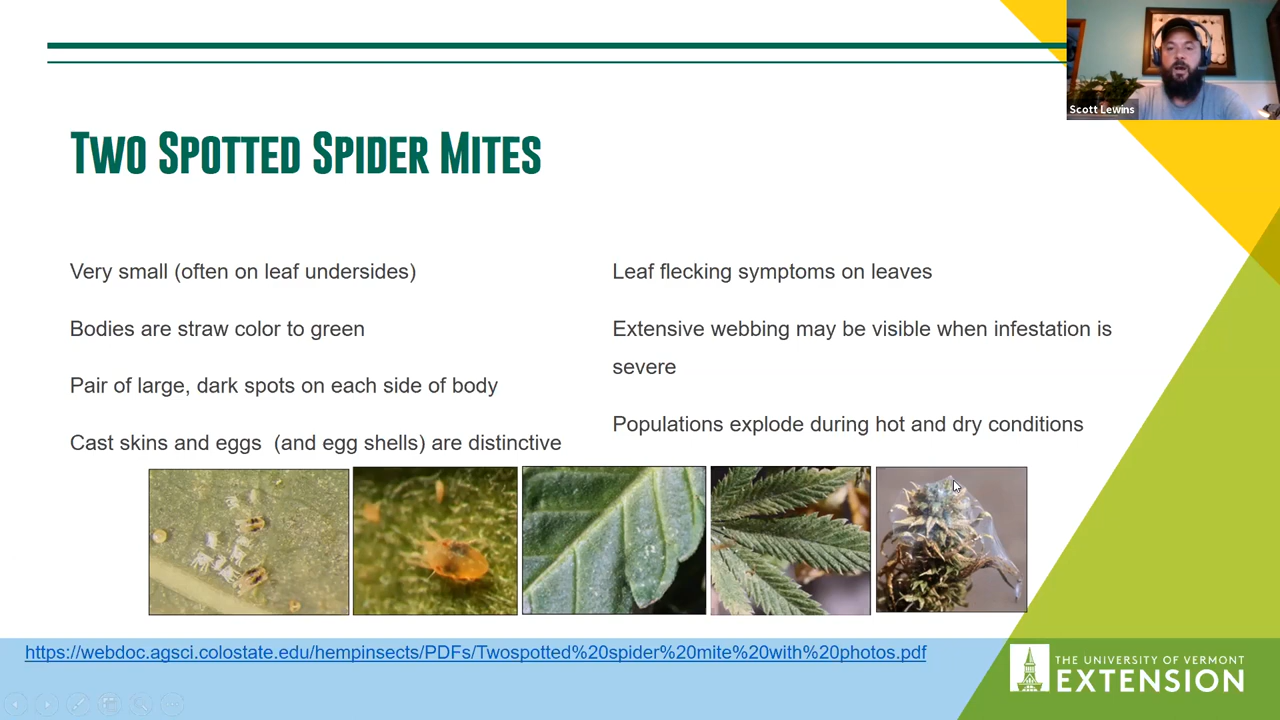 Scott Lewins
Two Spotted Spider Mites
Very small (often on leaf undersides)
Bodies are straw color to green
Pair of large, dark spots on each side of body
Cast skins and eggs  (and egg shells) are distinctive
Leaf flecking symptoms on leaves
Extensive webbing may be visible when infestation is
severe
Populations explode during hot and dry conditions
https://webdoc.agsci.colostate.edu/hempinsects/PDFs/Twospotted%20spider%20mite%20with%20photos.pdf
THE UNIVERSITY OF VERMONT
EXTENSION